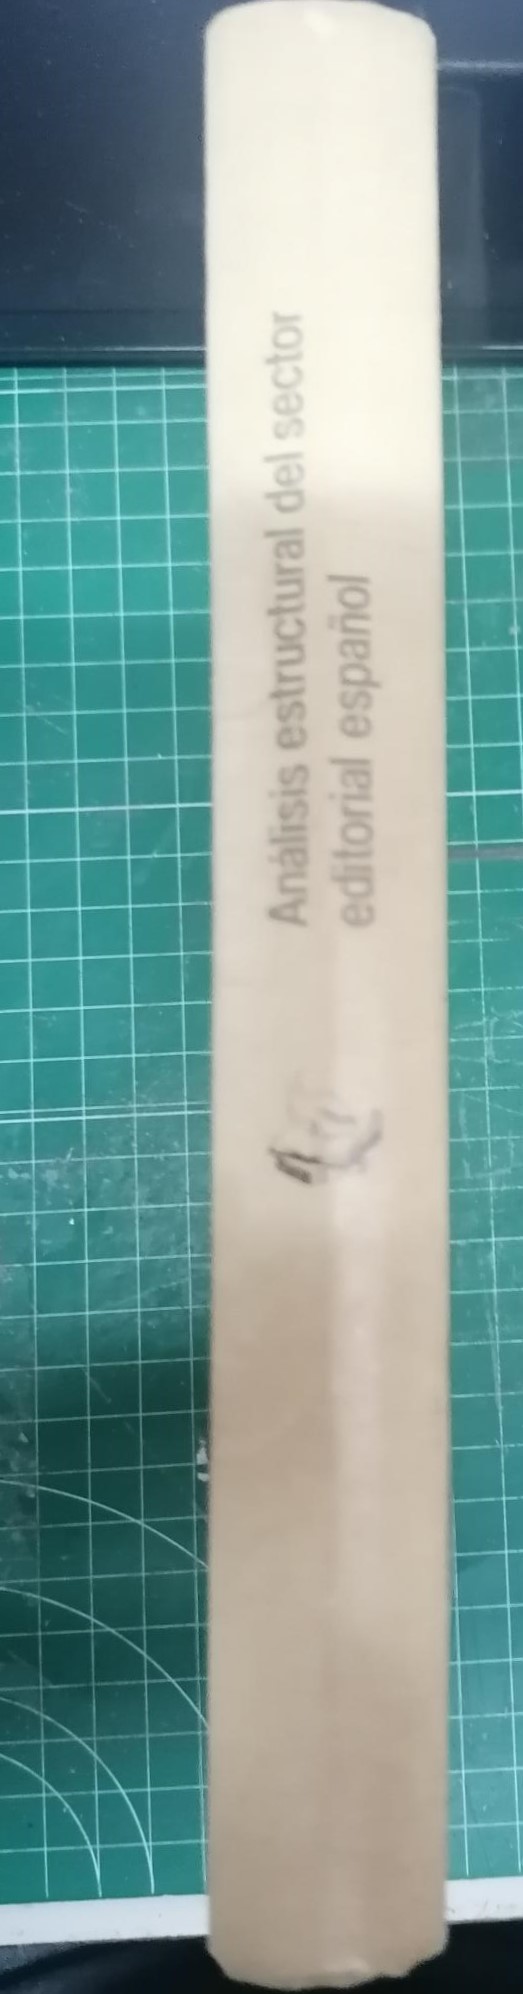 Análisis estructural del sector
editorial español